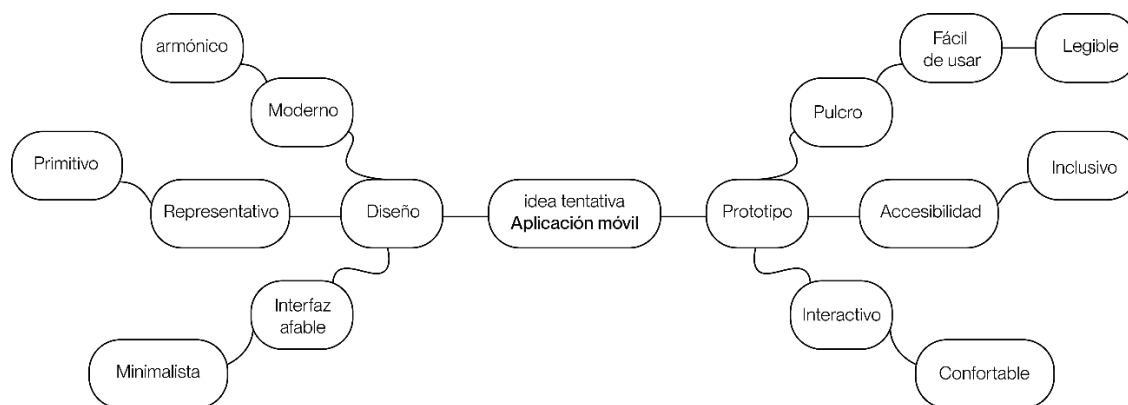 armónico
Moderno
Primitivo
Representativo
Diseño
Interfaz
afable
Minimalista
idea tentativa
Aplicación móvil
Prototipo
Pulcro
Fácil
de usar
Legible
Accesibilidad
Inclusivo
Interactivo
Confortable